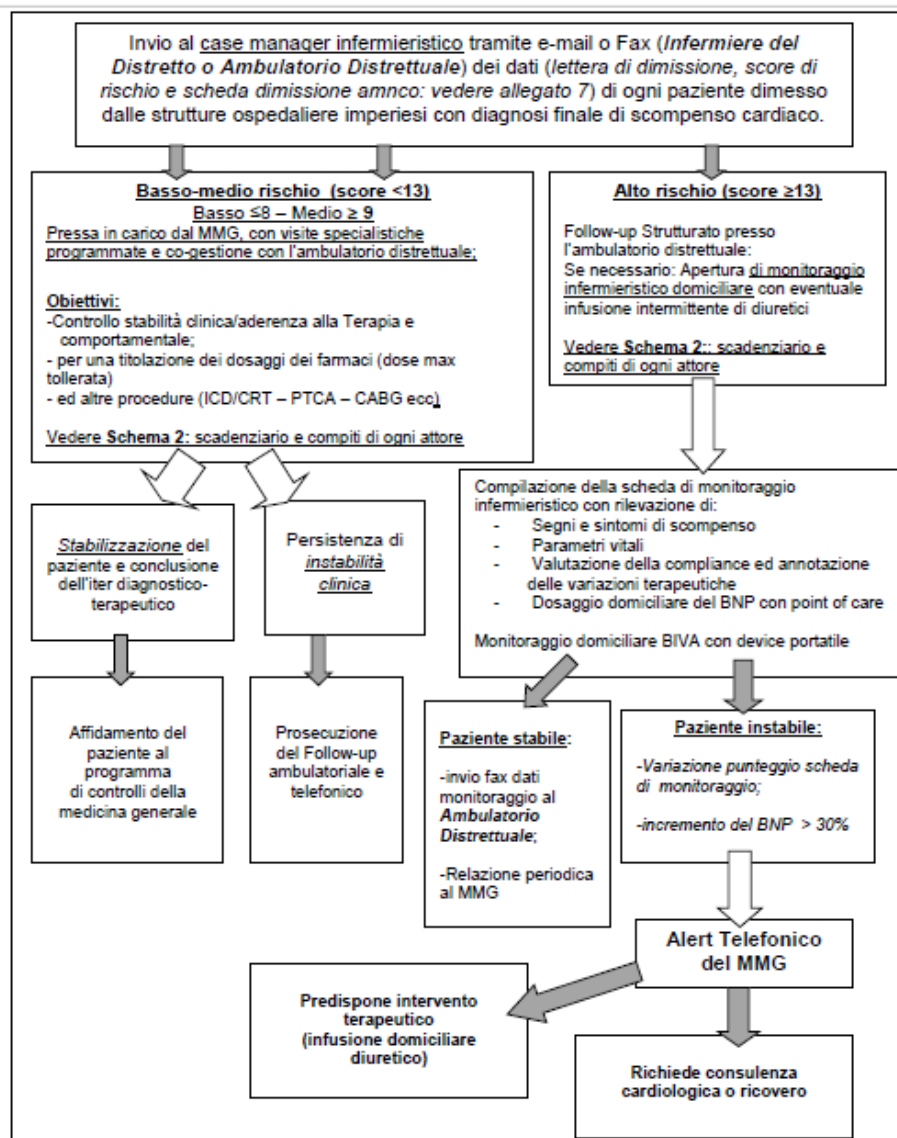 Invio al case manager infermieristico tramite e-mail o Fax (Infermiere del
Distretto o Ambulatorio Distrettuale) dei dati (lettera di dimissione, score di
rischio e scheda dimissione amnco: vedere allegato 7) di ogni paziente dimesso
dalle strutture ospedaliere imperiesi con diagnosi finale di scompenso cardiaco.
Basso-medio rischio (score <13)
Basso ≤8 – Medio ≥ 9
Pressa in carico dal MMG, con visite specialistiche
programmate e co-gestione con l'ambulatorio distrettuale;
Obiettivi:
-Controllo stabilità clinica/aderenza alla Terapia e
comportamentale;
- per una titolazione dei dosaggi dei farmaci (dose max
tollerata)
- ed altre procedure (ICD/CRT – PTCA – CABG ecc)
Vedere Schema 2: scadenziario e compiti di ogni attore
Alto rischio (score ≥13)
Follow-up Strutturato presso
l'ambulatorio distrettuale:
Se necessario: Apertura di monitoraggio
infermieristico domiciliare con eventuale
infusione intermittente di diuretici
Vedere Schema 2:: scadenziario e
compiti di ogni attore
Stabilizzazione del
paziente e conclusione
dell'iter diagnostico-
terapeutico
Persistenza di
instabilità
clinica
Compilazione della scheda di monitoraggio
infermieristico con rilevazione di:
- Segni e sintomi di scompenso
- Parametri vitali
- Valutazione della compliance ed annotazione
delle variazioni terapeutiche
- Dosaggio domiciliare del BNP con point of care
Monitoraggio domiciliare BIVA con device portatile
Affidamento del
paziente al
programma
di controlli della
medicina generale
Prosecuzione
del Follow-up
ambulatoriale e
telefonico
Paziente stabile:
-invio fax dati
monitoraggio al
Ambulatorio
Distrettuale;
-Relazione periodica
al MMG
Paziente instabile:
-Variazione punteggio scheda
di monitoraggio;
-incremento del BNP > 30%
Alert Telefonico
del MMG
Predispone intervento
terapeutico
(infusione domiciliare
diuretico)
Richiede consulenza
cardiologica o ricovero